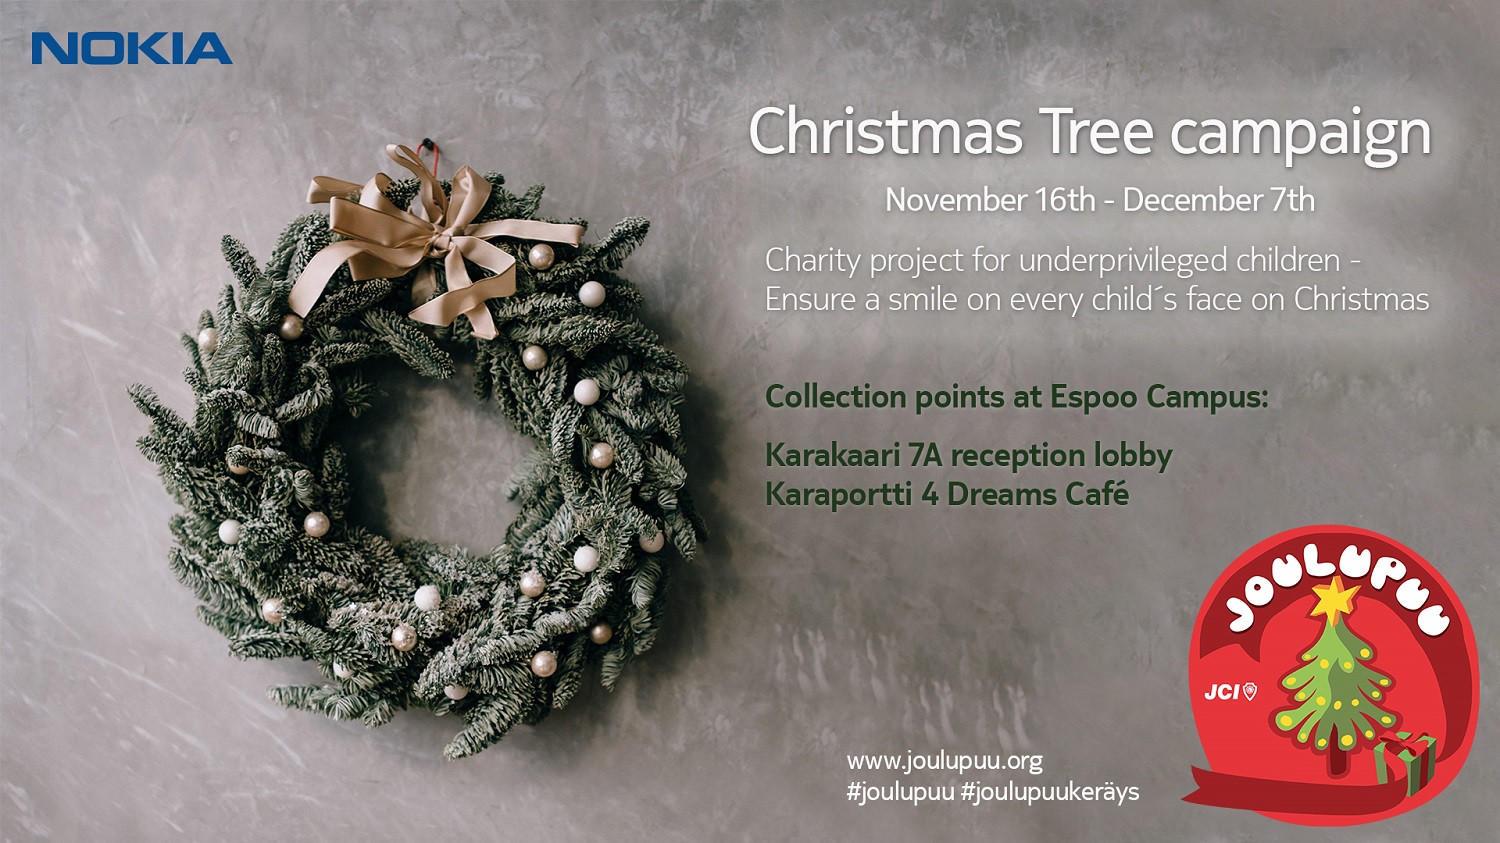 NOKIA
Christmas Tree campaign
November 16th - December 7th
Charity project for underprivileged children -
Ensure a smile on every child´s face on Christmas
Collection points at Espoo Campus:
Karakaari 7A reception lobby
Karaportti 4 Dreams Café
JOULUPUU
JCI
www.joulupuu.org
#joulupuu #joulupuukeräys